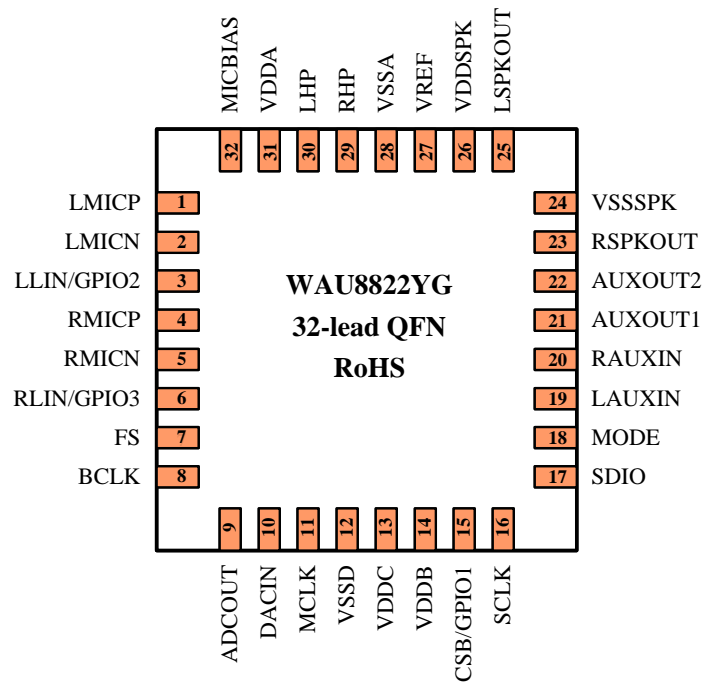 MICBIAS
VDDA
LHP
RHP
VSSA
VREF
VDDSPK
LSPKOUT
32
31
30
29
28
27
26
25
LMICP 1
LMICN 2
LLIN/GPIO2 3
RMICP 4
RMICN 5
RLIN/GPIO3 6
FS 7
BCLK 8
WAU8822YG
32-lead QFN
RoHS
24 VSSSPK
23 RSPKOUT
22 AUXOUT2
21 AUXOUT1
20 RAUXIN
19 LAUXIN
18 MODE
17 SDIO
9
10
11
12
13
14
15
16
ADCOUT
DACIN
MCLK
VSSD
VDDC
VDDB
CSB/GPIO1
SCLK